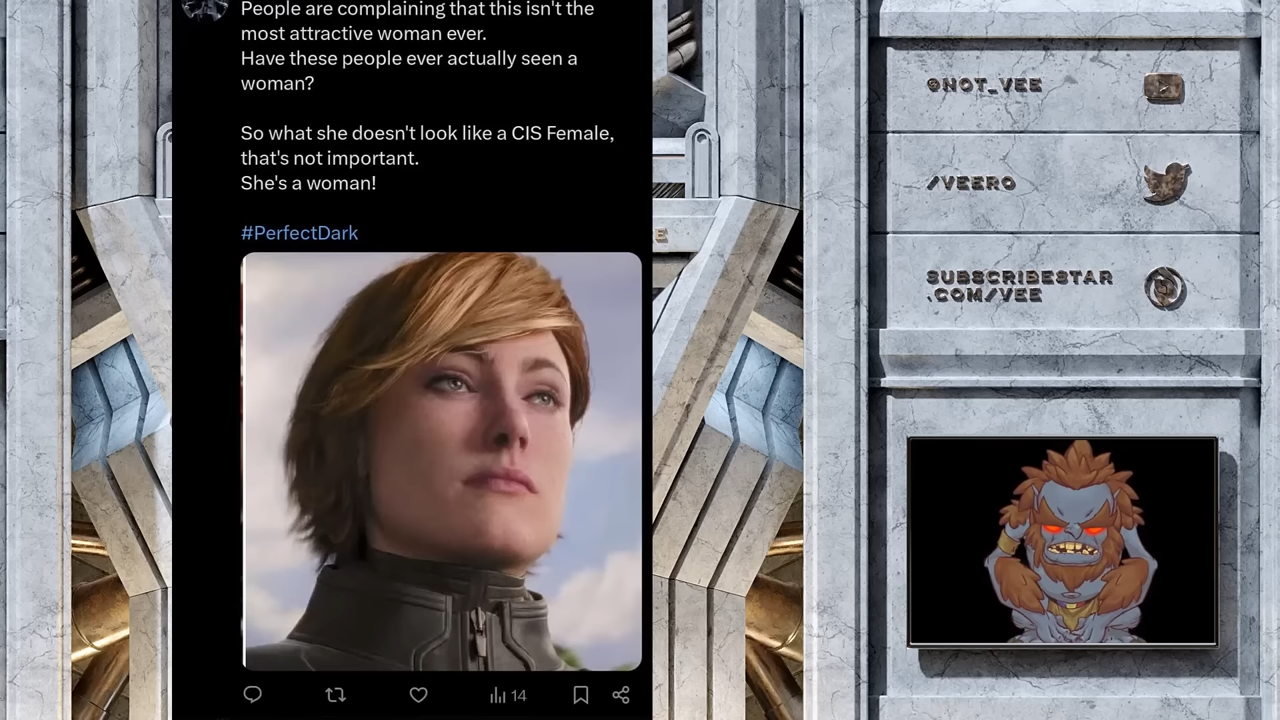 People are complaining that this isn't the
most attractive woman ever.
Have these people ever actually seen a
woman?
So what she doesn't look like a CIS Female,
that's not important.
She's a woman!
#PerfectDark
14
E
@NOT_VEE
/VEERO
SUBSCRIBESTAR
.COM/VEE